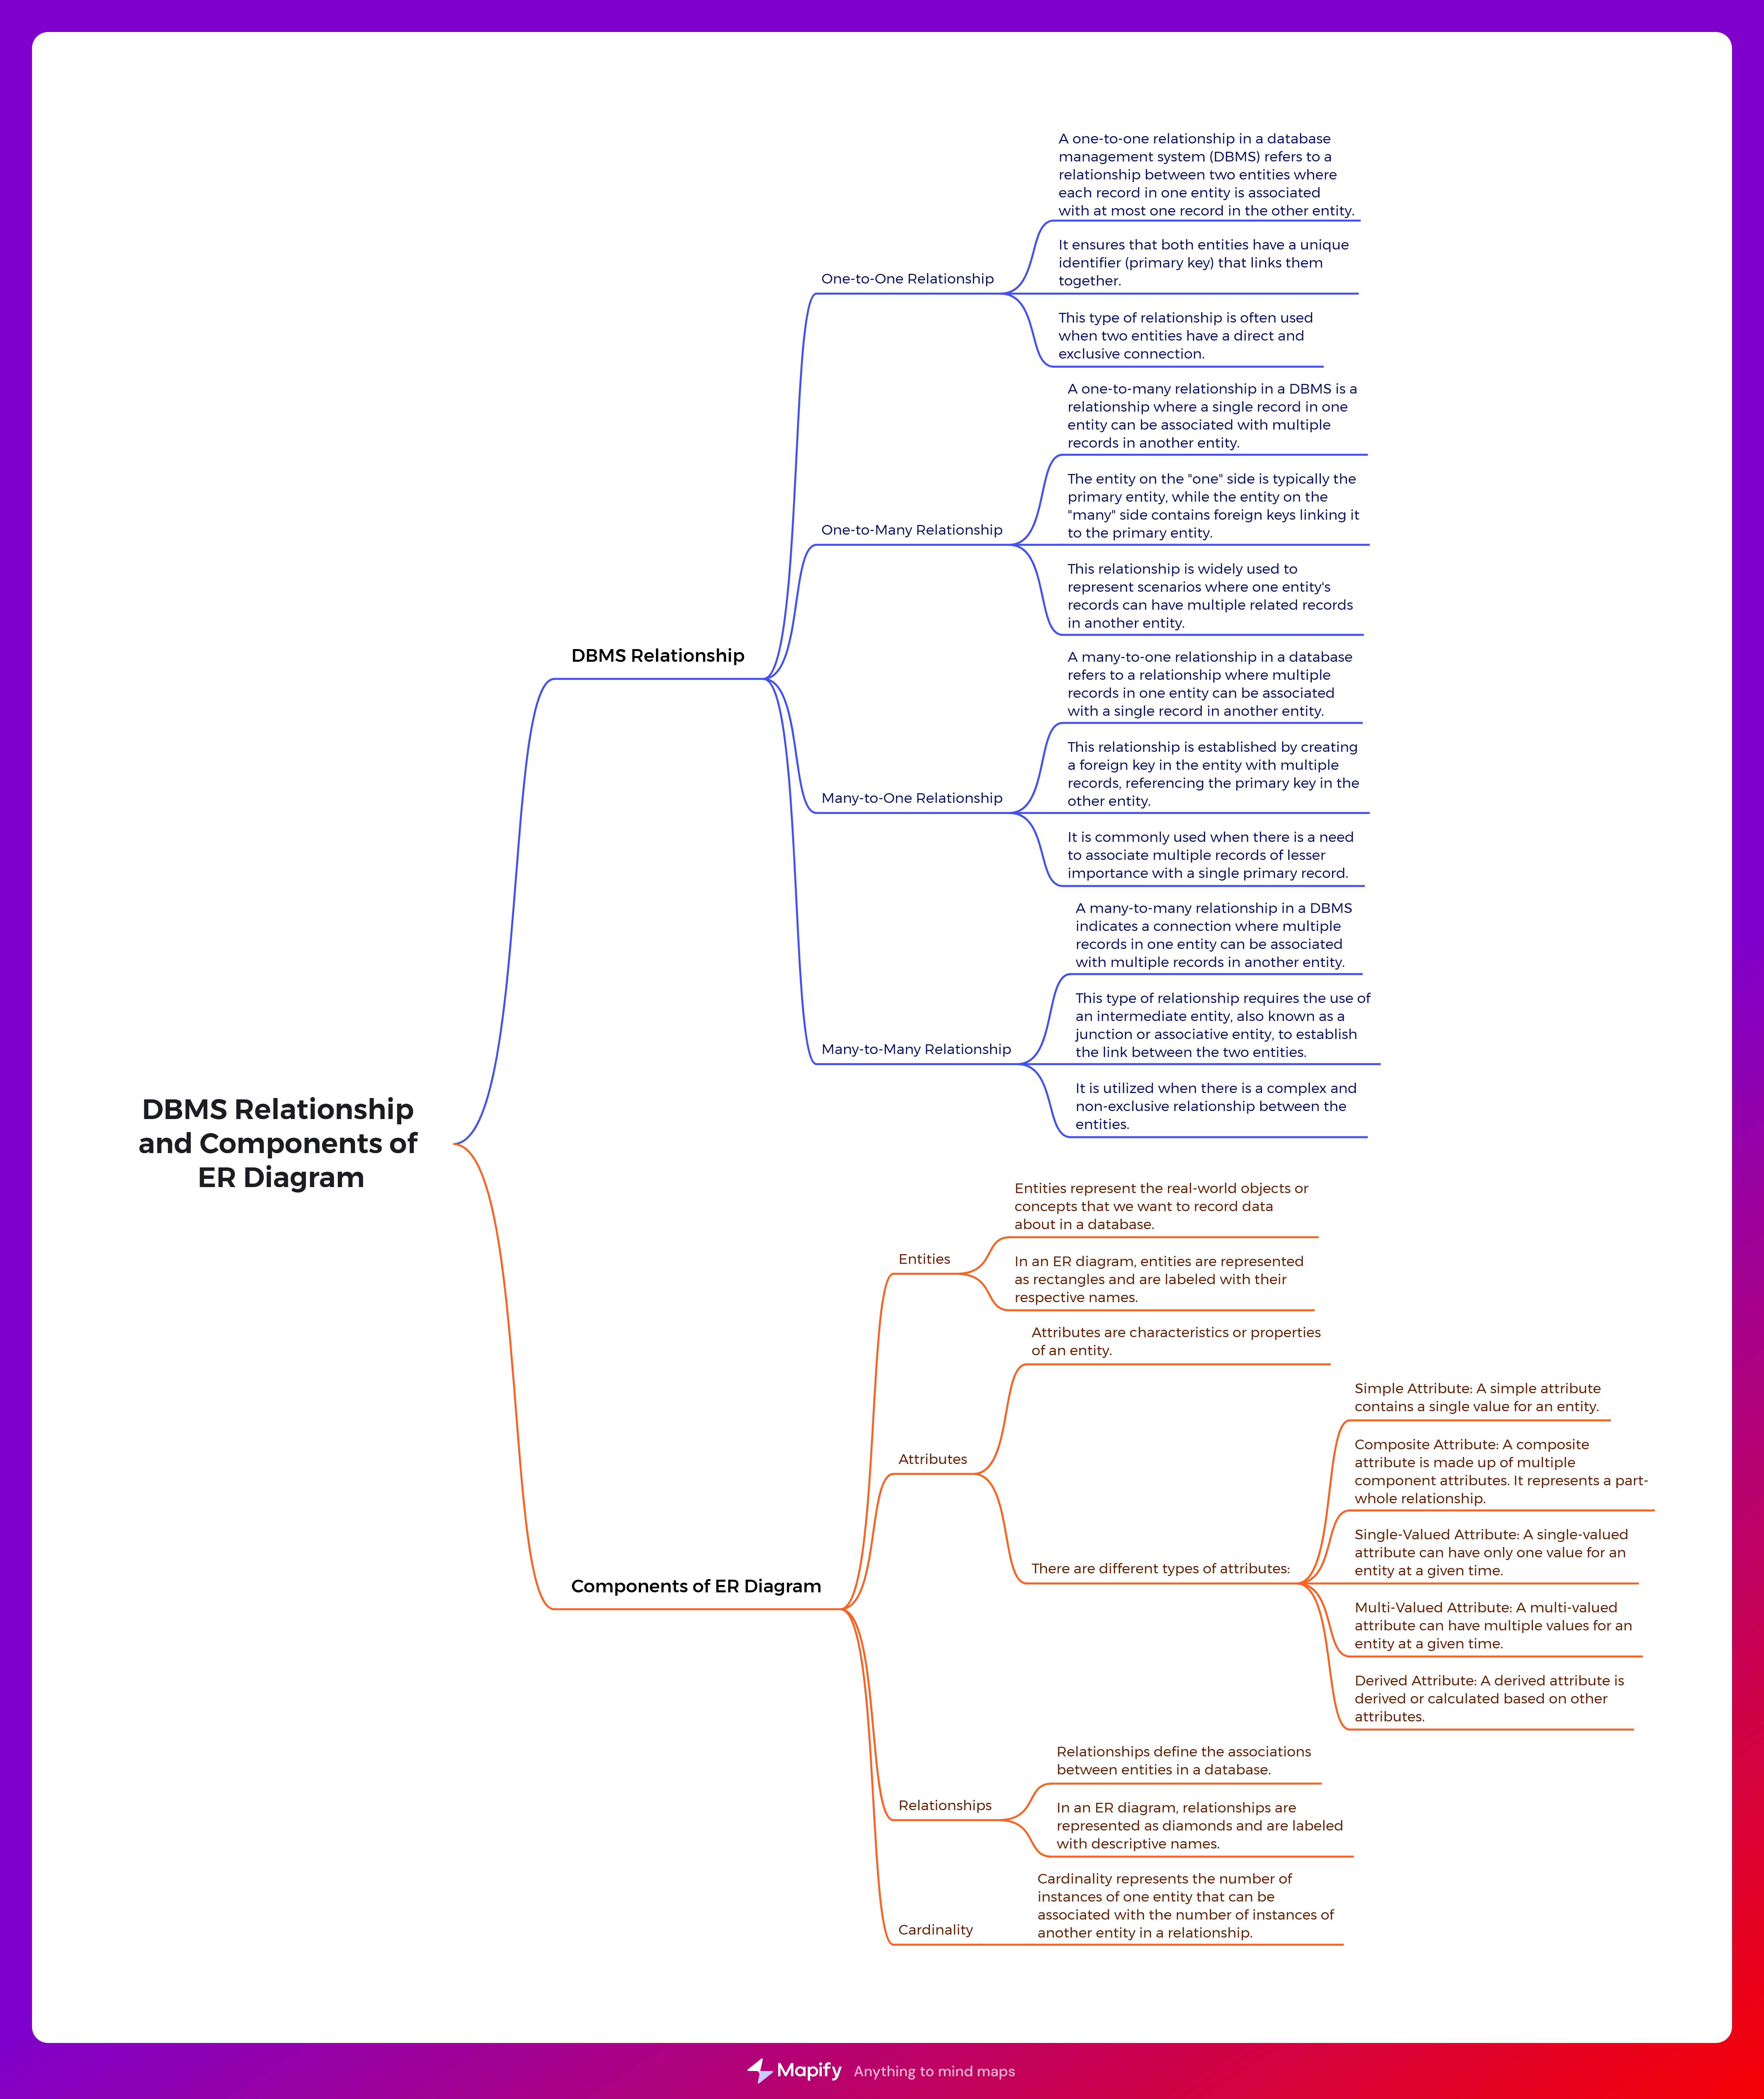 A one-to-one relationship in a database
management system (DBMS) refers to a
relationship between two entities where
each record in one entity is associated
with at most one record in the other entity.
It ensures that both entities have a unique
identifier (primary key) that links them
together.
One-to-One Relationship
This type of relationship is often used
when two entities have a direct and
exclusive connection.
A one-to-many relationship in a DBMS is a
relationship where a single record in one
entity can be associated with multiple
records in another entity.
The entity on the "one" side is typically the
primary entity, while the entity on the
"many" side contains foreign keys linking it
to the primary entity.
One-to-Many Relationship
This relationship is widely used to
represent scenarios where one entity's
records can have multiple related records
in another entity.
DBMS Relationship
A many-to-one relationship in a database
refers to a relationship where multiple
records in one entity can be associated
with a single record in another entity.
This relationship is established by creating
a foreign key in the entity with multiple
records, referencing the primary key in the
other entity.
Many-to-One Relationship
It is commonly used when there is a need
to associate multiple records of lesser
importance with a single primary record.
A many-to-many relationship in a DBMS
indicates a connection where multiple
records in one entity can be associated
with multiple records in another entity.
This type of relationship requires the use of
an intermediate entity, also known as a
junction or associative entity, to establish
the link between the two entities.
Many-to-Many Relationship
It is utilized when there is a complex and
non-exclusive relationship between the
entities.
DBMS Relationship
and Components of
ER Diagram
Entities represent the real-world objects or
concepts that we want to record data
about in a database.
Entities
In an ER diagram, entities are represented
as rectangles and are labeled with their
respective names.
Attributes are characteristics or properties
of an entity.
Attributes
Simple Attribute: A simple attribute
contains a single value for an entity.
Composite Attribute: A composite
attribute is made up of multiple
component attributes. It represents a part-
whole relationship.
Single-Valued Attribute: A single-valued
attribute can have only one value for an
entity at a given time.
There are different types of attributes:
Multi-Valued Attribute: A multi-valued
attribute can have multiple values for an
entity at a given time.
Derived Attribute: A derived attribute is
derived or calculated based on other
attributes.
Components of ER Diagram
Relationships define the associations
between entities in a database.
Relationships
In an ER diagram, relationships are
represented as diamonds and are labeled
with descriptive names.
Cardinality represents the number of
instances of one entity that can be
associated with the number of instances of
another entity in a relationship.
Cardinality
Mapify Anything to mind maps